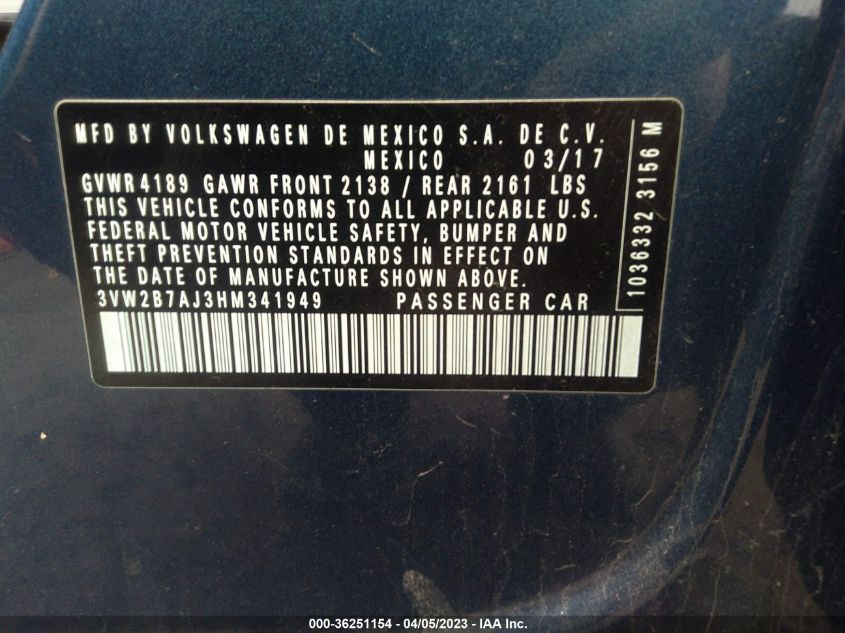 MFD BY VOLKSWAGEN DE MEXICO S.A. DE C.V.
MEXICO 03/17
GVWR 4189 GAWR FRONT 2138 / REAR 2161 LBS
THIS VEHICLE CONFORMS TO ALL APPLICABLE U.S.
FEDERAL MOTOR VEHICLE SAFETY, BUMPER AND
THEFT PREVENTION STANDARDS IN EFFECT ON
THE DATE OF MANUFACTURE SHOWN ABOVE.
3VW2B7AJ3HM341949 PASSENGER CAR
1036332 3156 M
000-36251154 - 04/05/2023 - IAA Inc.